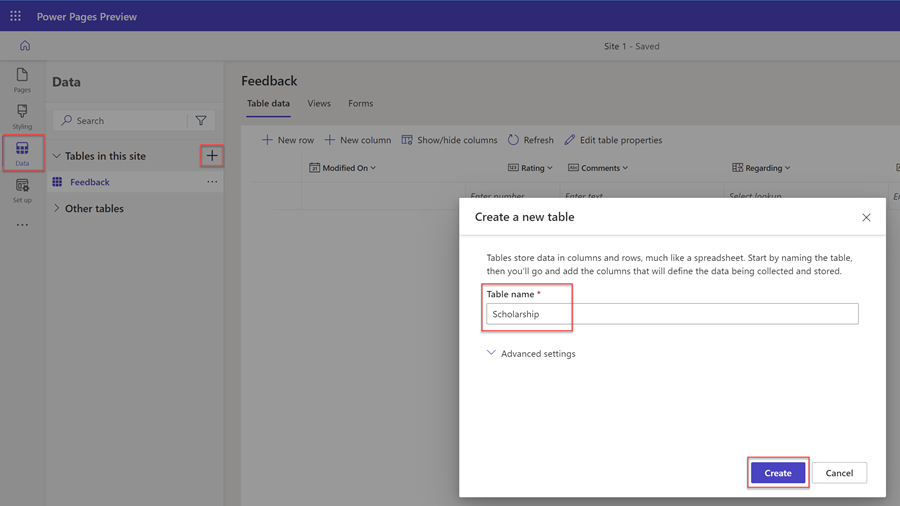 Power Pages Preview
Site 1 - Saved
Pages
Styling
Data
Set up
Data
Search
Tables in this site
Feedback
Other tables
Feedback
Table data Views Forms
New row New column Show/hide columns Refresh Edit table properties
Modified On Rating Comments Regarding
Enter number Enter text Select lookup
Create a new table
Tables store data in columns and rows, much like a spreadsheet. Start by naming the table,
then you'll go and add the columns that will define the data being collected and stored.
Table name *
Scholarship
Advanced settings
Create Cancel